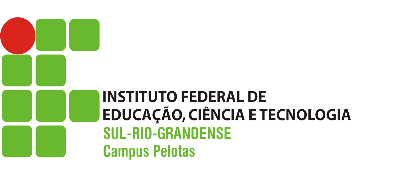 INSTITUTO FEDERAL DE
EDUCAÇÃO, CIÊNCIA E TECNOLOGIA
SUL-RIO-GRANDENSE
Campus Pelotas